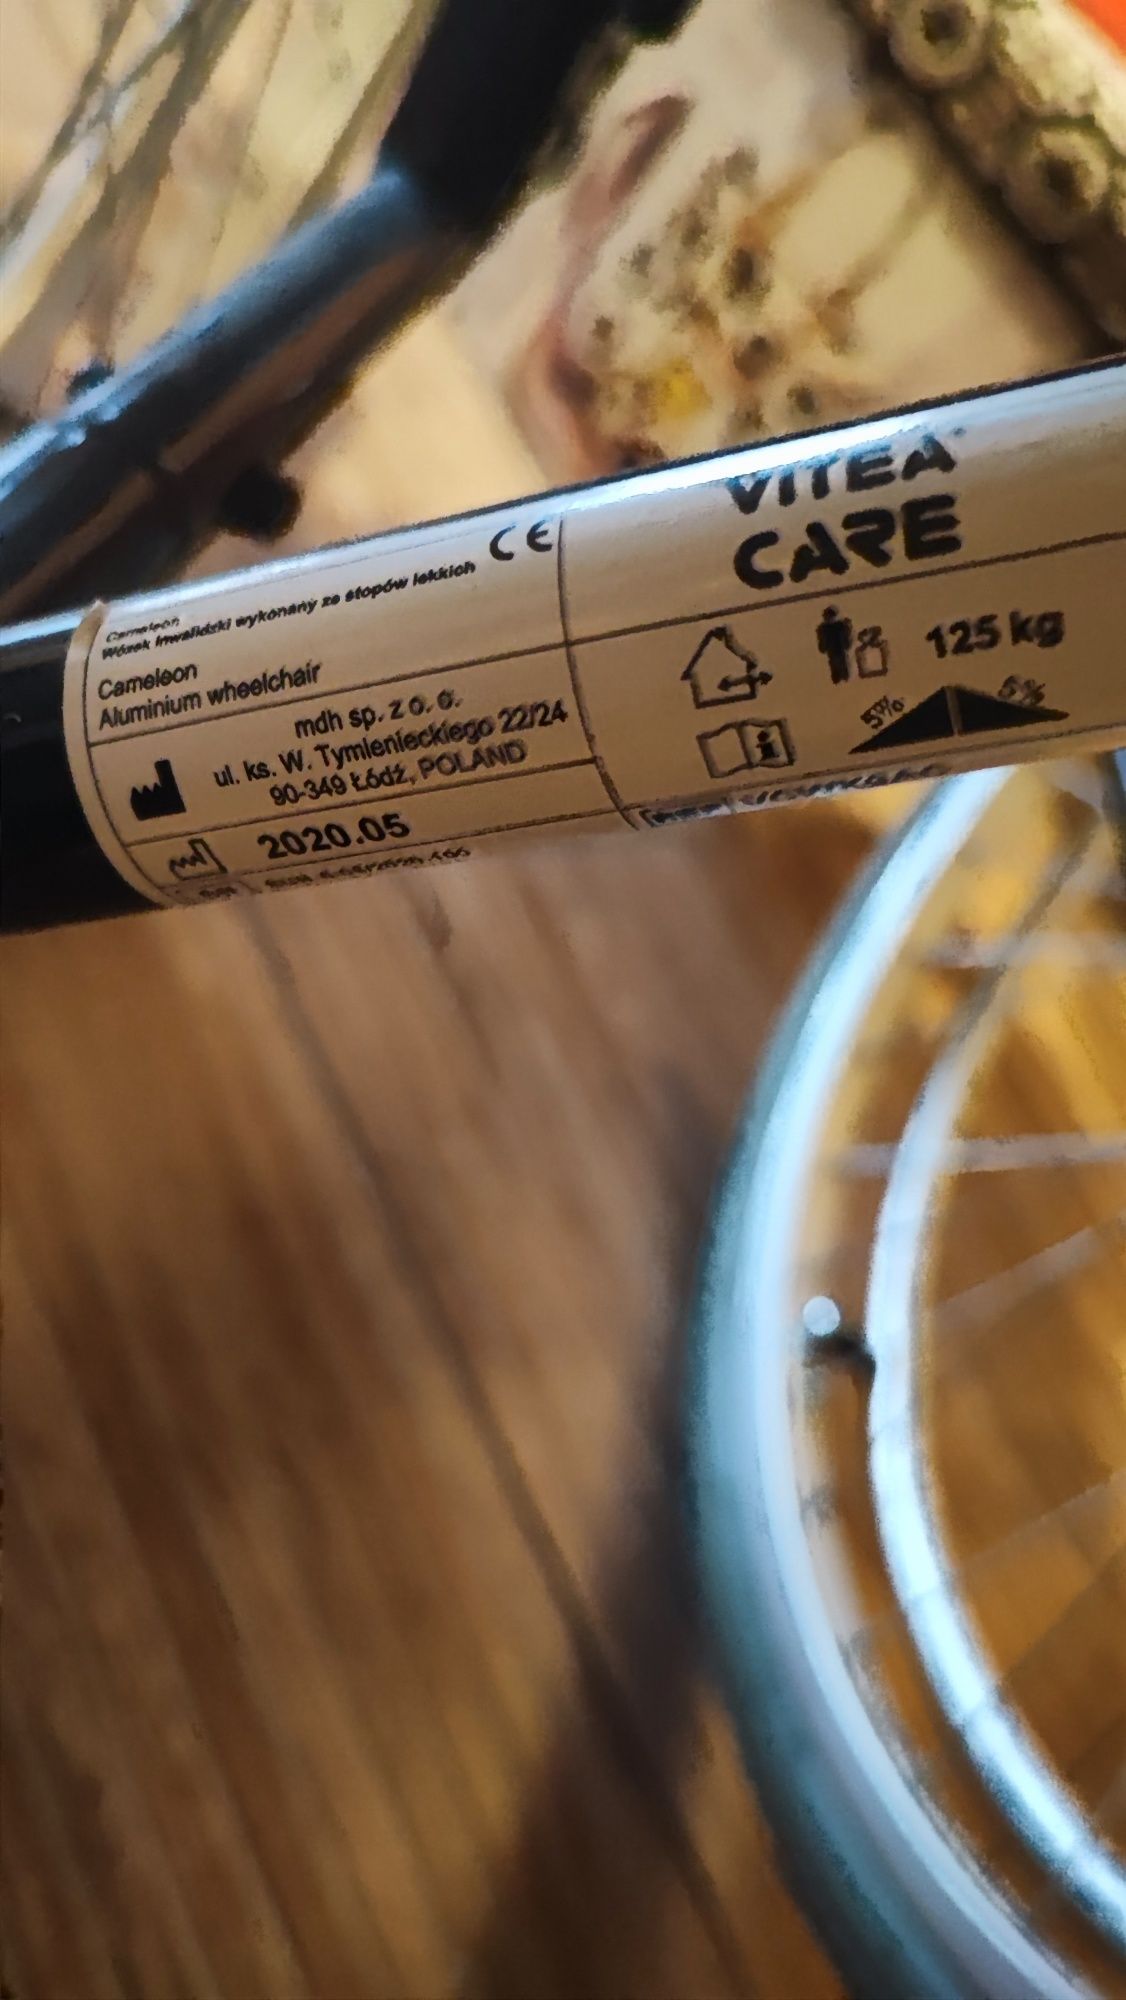 Cameleon
Wózek inwalidzki wykonany ze stopów lekkich
CE
Cameleon
Aluminium wheelchair
mdh sp. z o. o.
ul. ks. W. Tymienieckiego 22/24
90-349 Łódź, POLAND
2020.05
VITEA
CARE
125 kg
5%
5%